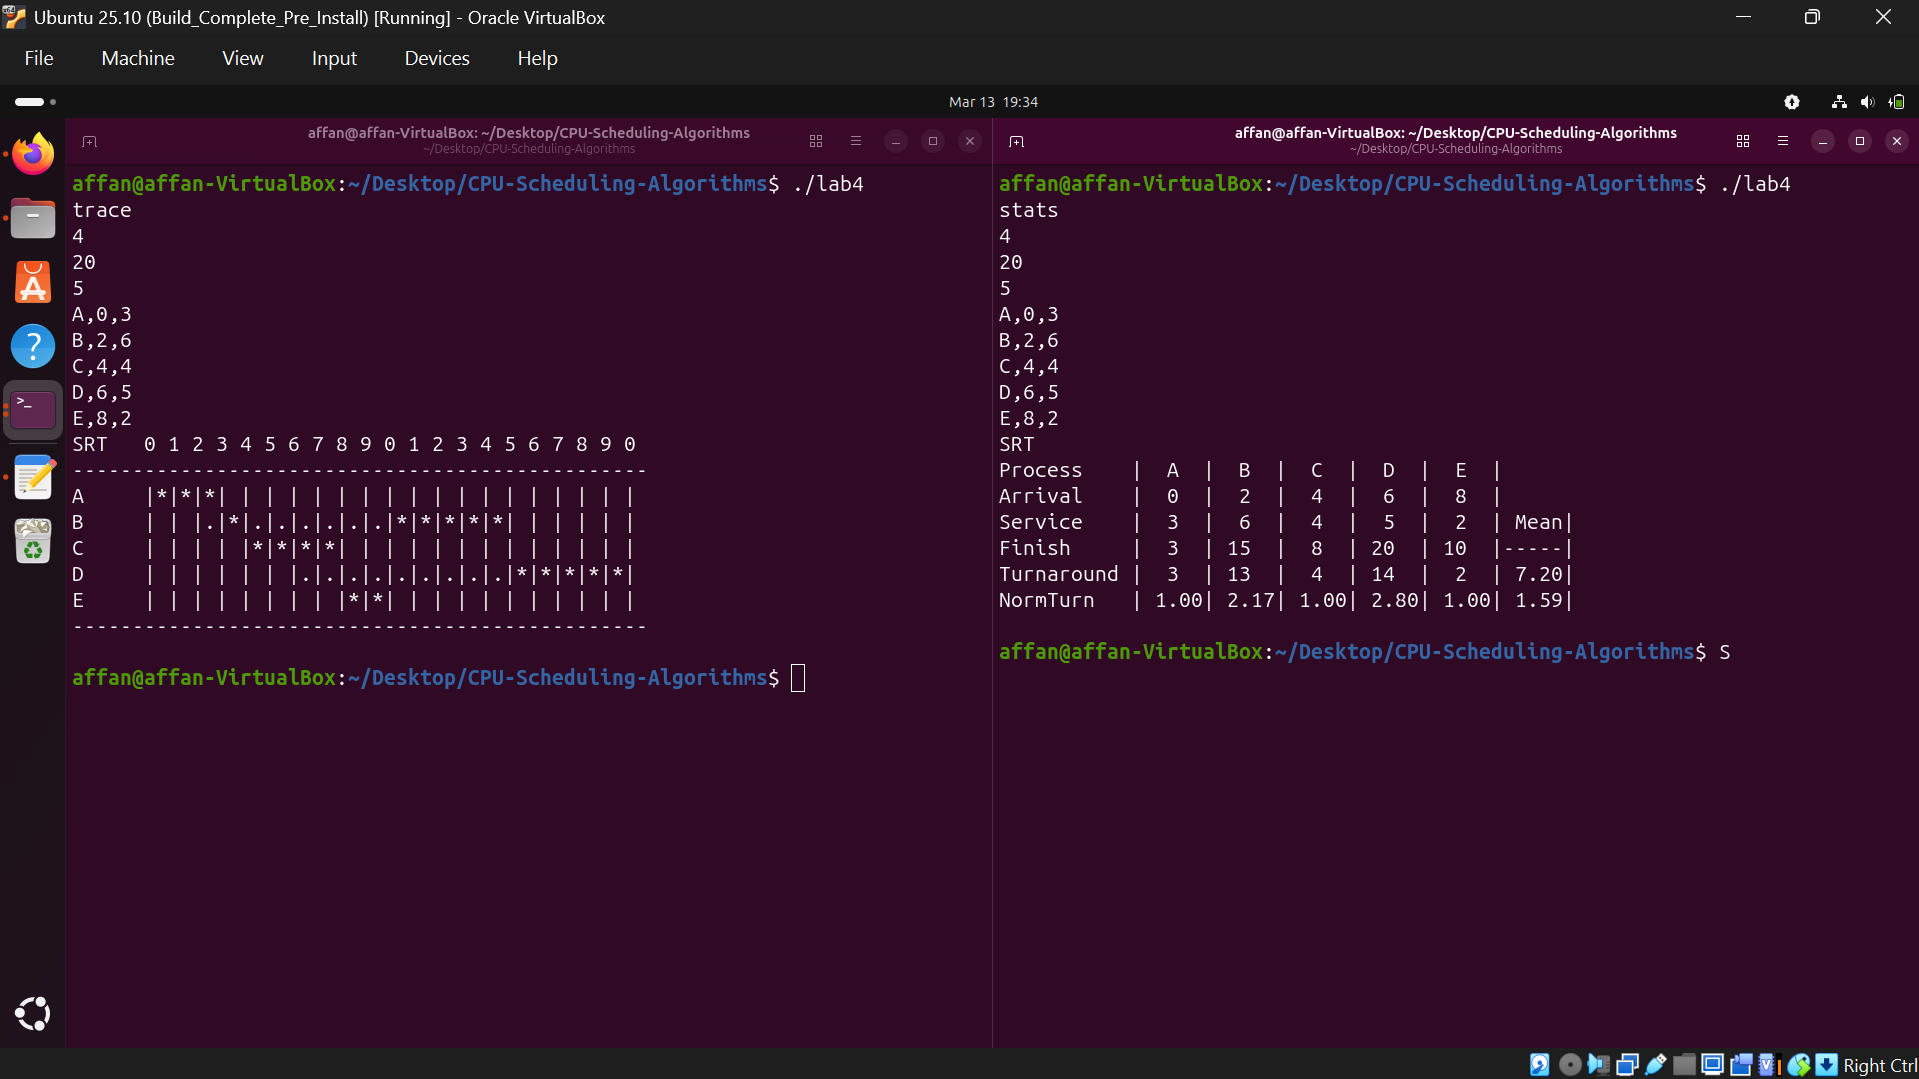 Ubuntu 25.10 (Build_Complete_Pre_Install) [Running] - Oracle VirtualBox
File Machine View Input Devices Help
Mar 13 19:34
affan@affan-VirtualBox: ~/Desktop/CPU-Scheduling-Algorithms
~/Desktop/CPU-Scheduling-Algorithms
affan@affan-VirtualBox:~/Desktop/CPU-Scheduling-Algorithms$ ./lab4
trace
4
20
5
A,0,3
B,2,6
C,4,4
D,6,5
E,8,2
SRT   0 1 2 3 4 5 6 7 8 9 0 1 2 3 4 5 6 7 8 9 0
------------------------------------------------
A     |*|*|*| | | | | | | | | | | | | | | | | |
B     | | |.|*|.|.|.|.|.|.|*|*|*|*|*| | | | | |
C     | | | | |*|*|*|*| | | | | | | | | | | | |
D     | | | | | | |.|.|.|.|.|.|.|.|.|*|*|*|*|*|
E     | | | | | | | | |*|*| | | | | | | | | | |
------------------------------------------------
affan@affan-VirtualBox:~/Desktop/CPU-Scheduling-Algorithms$
affan@affan-VirtualBox: ~/Desktop/CPU-Scheduling-Algorithms
~/Desktop/CPU-Scheduling-Algorithms
affan@affan-VirtualBox:~/Desktop/CPU-Scheduling-Algorithms$ ./lab4
stats
4
20
5
A,0,3
B,2,6
C,4,4
D,6,5
E,8,2
SRT
Process    |  A  |  B  |  C  |  D  |  E  |
Arrival    |  0  |  2  |  4  |  6  |  8  |
Service    |  3  |  6  |  4  |  5  |  2  | Mean|
Finish     |  3  | 15  |  8  | 20  | 10  |-----|
Turnaround |  3  | 13  |  4  | 14  |  2  | 7.20|
NormTurn   | 1.00| 2.17| 1.00| 2.80| 1.00| 1.59|
affan@affan-VirtualBox:~/Desktop/CPU-Scheduling-Algorithms$ S
Right Ctrl